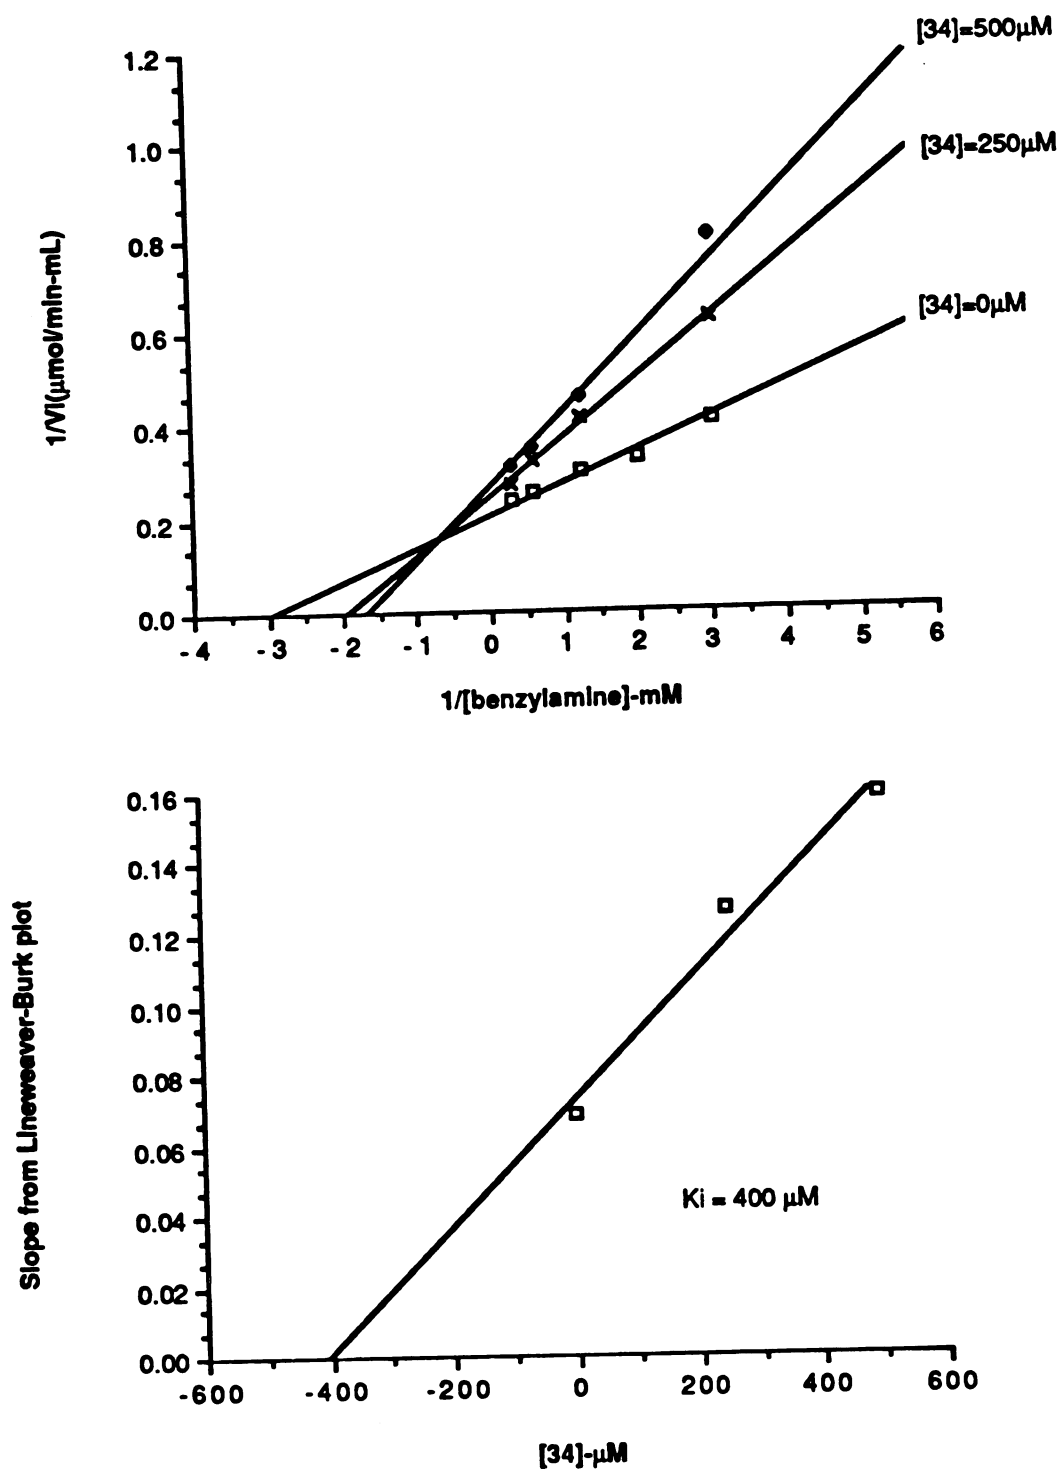 [34]=500µM
1.2
1.0
[34]=250µM
0.8
[34]=0µM
0.6
0.4
0.2
0.0
-4 -3 -2 -1 0 1 2 3 4 5 6
1/Vi(µmol/min-mL)
1/[benzylamine]-mM
0.16
0.14
0.12
0.10
0.08
0.06
0.04
0.02
0.00
Ki = 400 µM
-600 -400 -200 0 200 400 600
Slope from Lineweaver-Burk plot
[34]-µM